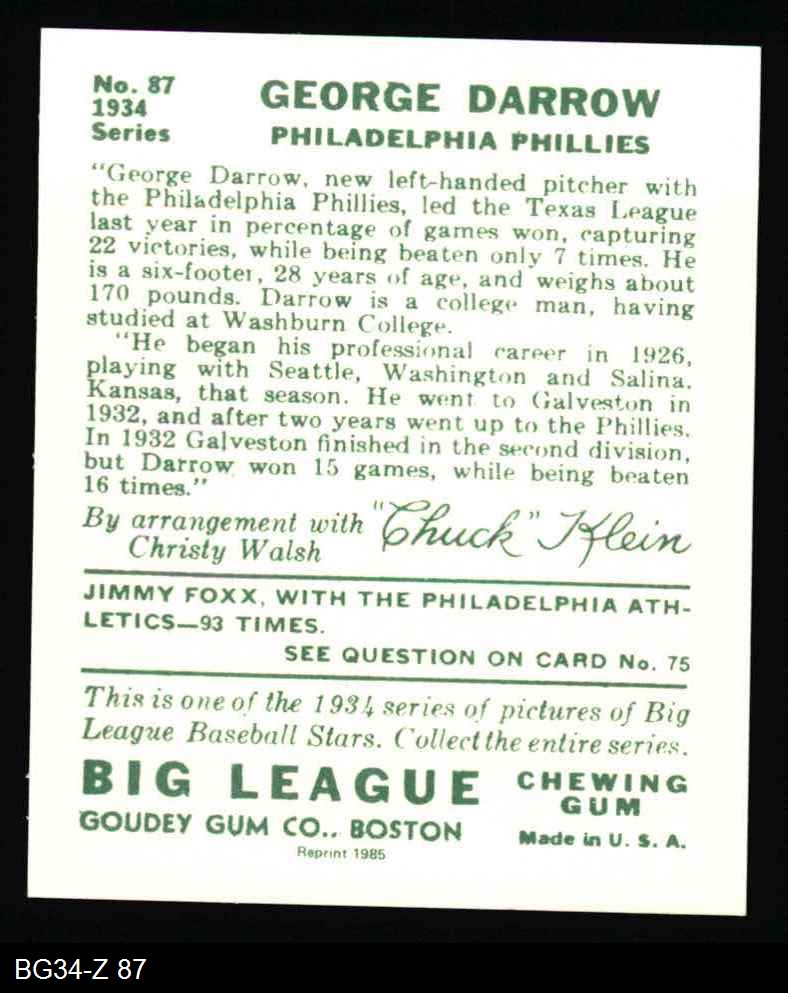 No. 87
1934
Series
GEORGE DARROW
PHILADELPHIA PHILLIES
"George Darrow, new left-handed pitcher with
the Philadelphia Phillies, led the Texas League
last year in percentage of games won, capturing
22 victories, while being beaten only 7 times. He
is a six-footer, 28 years of age, and weighs about
170 pounds. Darrow is a college man, having
studied at Washburn College.
"He began his professional career in 1926,
playing with Seattle, Washington and Salina,
Kansas, that season. He went to Galveston in
1932, and after two years went up to the Phillies.
In 1932 Galveston finished in the second division,
but Darrow won 15 games, while being beaten
16 times."
By arrangement with "Chuck" Klein
Christy Walsh
JIMMY FOXX, WITH THE PHILADELPHIA ATH-
LETICS—93 TIMES.
SEE QUESTION ON CARD No. 75
This is one of the 1934 series of pictures of Big
League Baseball Stars. Collect the entire series.
BIG LEAGUE CHEWING GUM
GOUDEY GUM CO., BOSTON Made in U. S. A.
Reprint 1985
BG34-Z 87